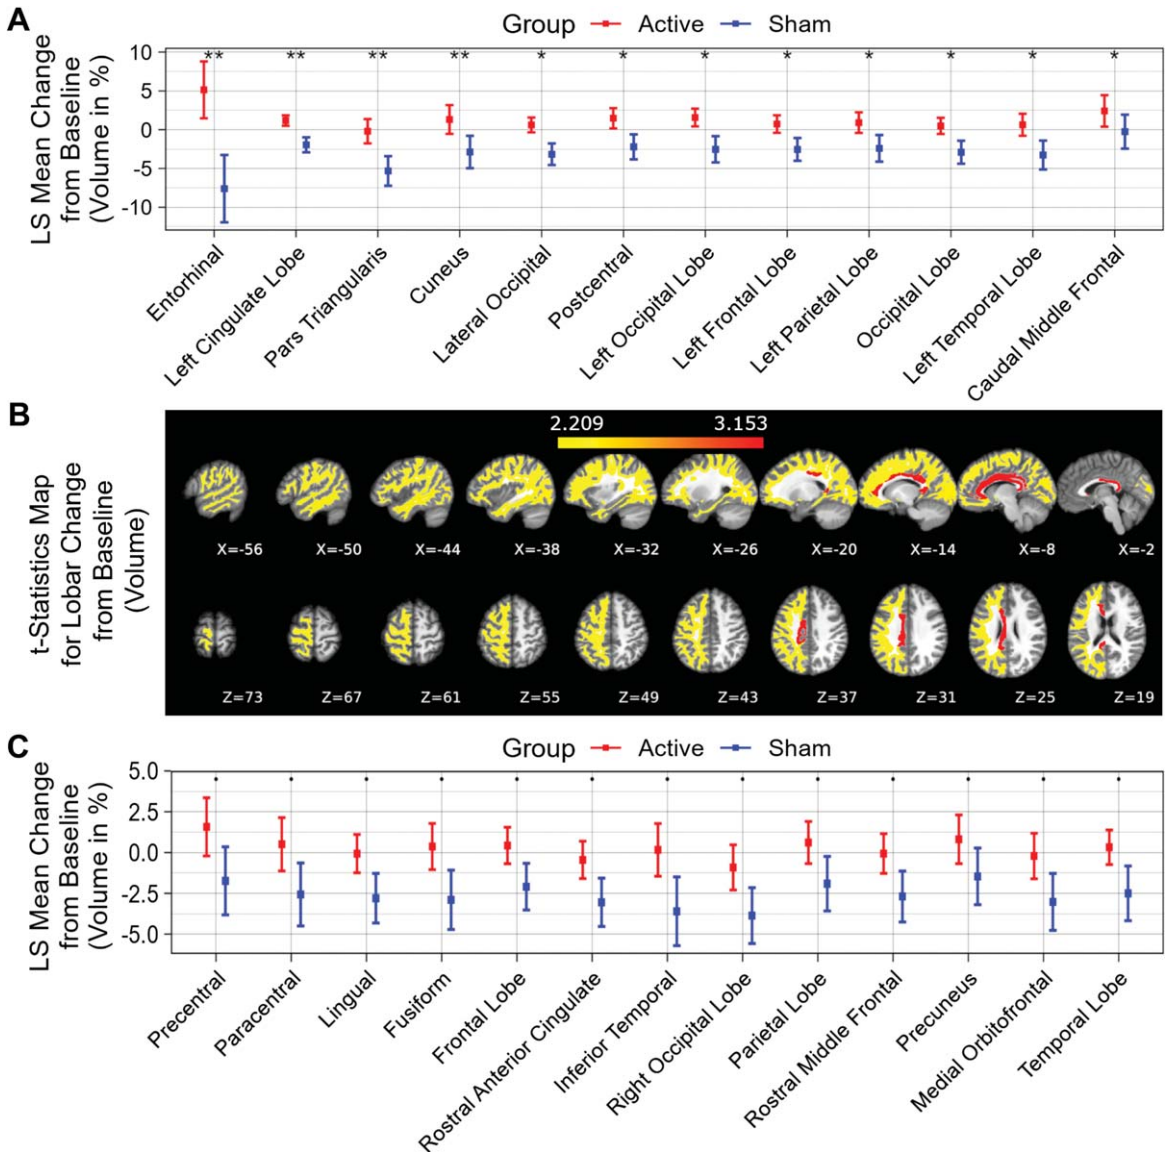 A
Group Active Sham
LS Mean Change
from Baseline
(Volume in %)
10
5
0
-5
-10
** ** ** ** * * * * * * * *
Entorhinal
Left Cingulate Lobe
Pars Triangularis
Cuneus
Lateral Occipital
Postcentral
Left Occipital Lobe
Left Frontal Lobe
Left Parietal Lobe
Occipital Lobe
Left Temporal Lobe
Caudal Middle Frontal
B
t-Statistics Map
for Lobar Change
from Baseline
(Volume)
2.209 3.153
X=-56 X=-50 X=-44 X=-38 X=-32 X=-26 X=-20 X=-14 X=-8 X=-2
Z=73 Z=67 Z=61 Z=55 Z=49 Z=43 Z=37 Z=31 Z=25 Z=19
C
Group Active Sham
LS Mean Change
from Baseline
(Volume in %)
5.0
2.5
0.0
-2.5
-5.0
. . . . . . . . . . . . .
Precentral
Paracentral
Lingual
Fusiform
Frontal Lobe
Rostral Anterior Cingulate
Inferior Temporal
Right Occipital Lobe
Parietal Lobe
Rostral Middle Frontal
Precuneus
Medial Orbitofrontal
Temporal Lobe